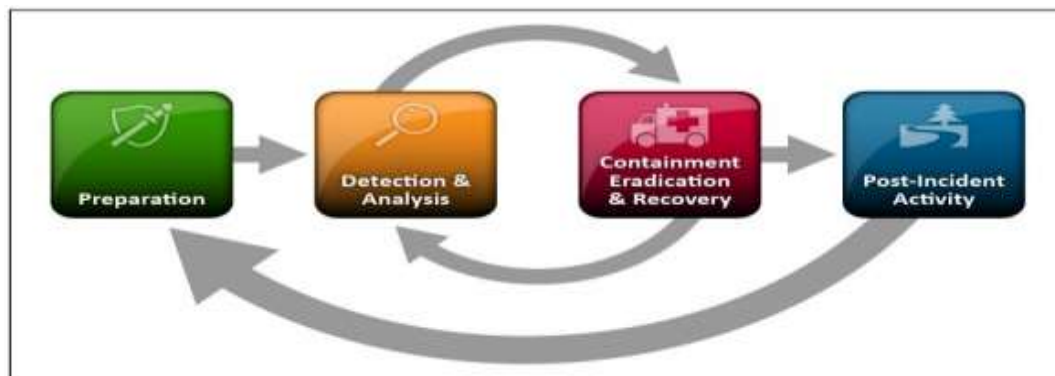 Preparation
Detection &
Analysis
Containment
Eradication
& Recovery
Post-Incident
Activity